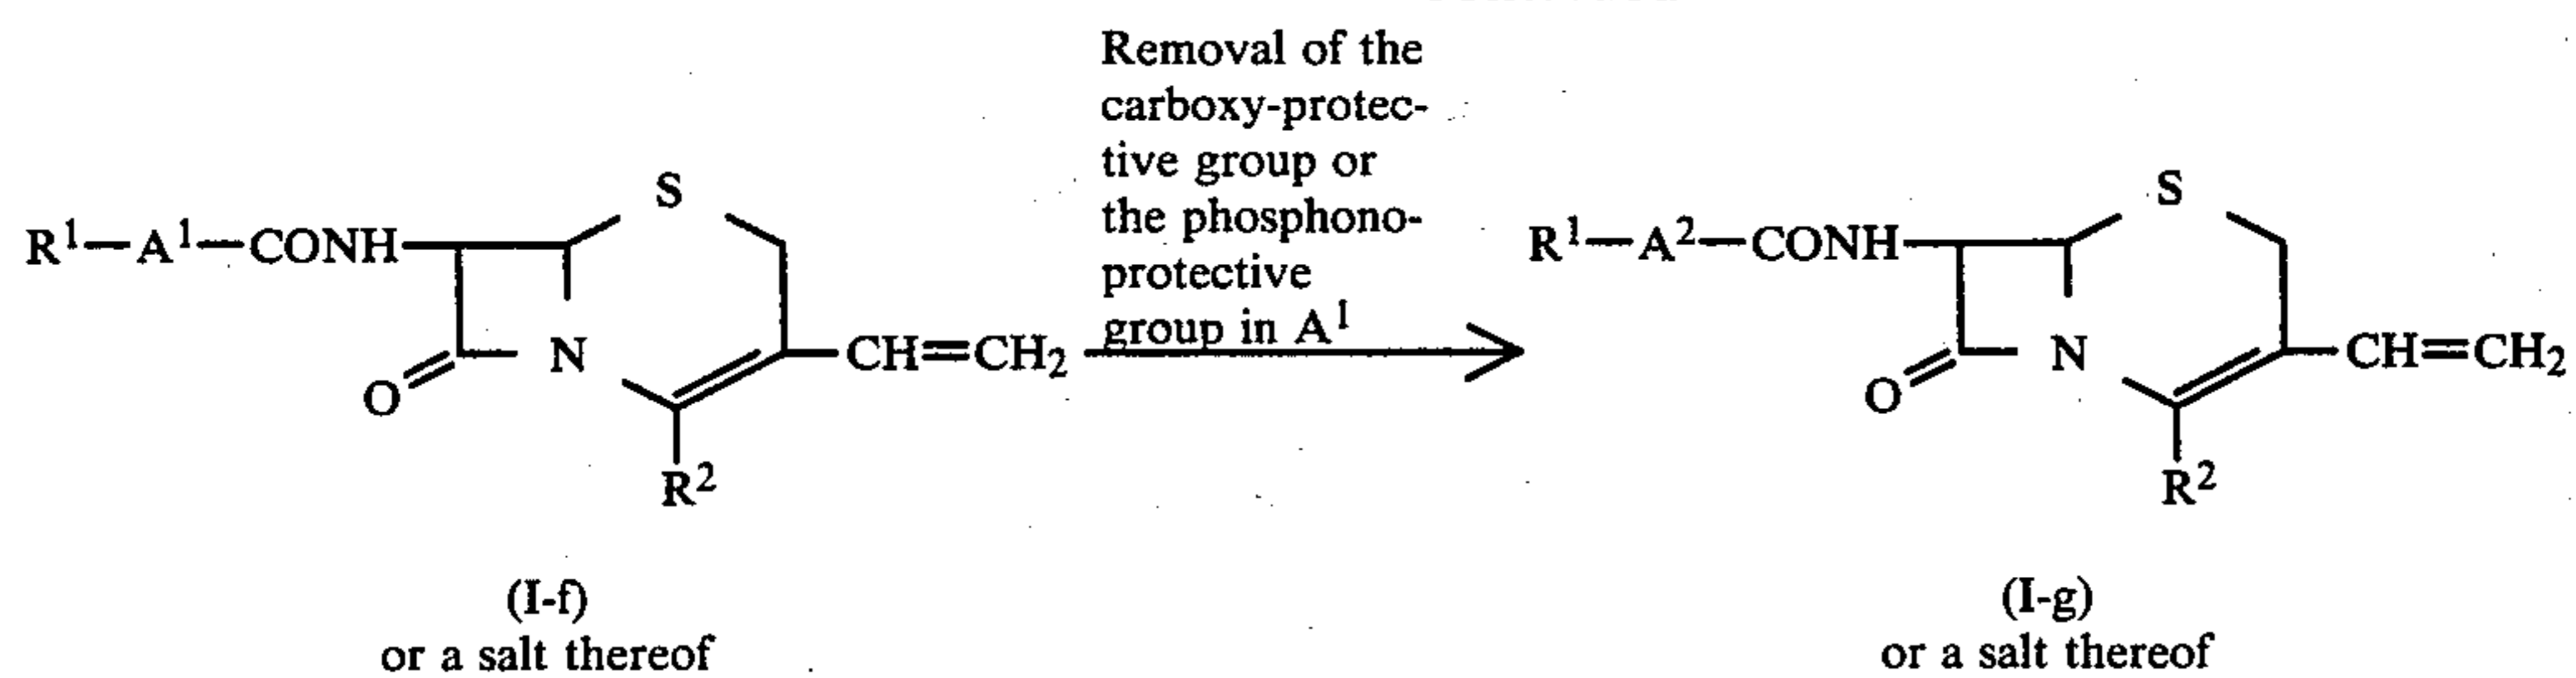 Removal of the
carboxy-protec-
tive group or
the phosphono-
protective
group in A¹
R¹—A¹—CONH
S
N
O
CH=CH₂
R²
(I-f)
or a salt thereof
R¹—A²—CONH
S
N
O
CH=CH₂
R²
(I-g)
or a salt thereof